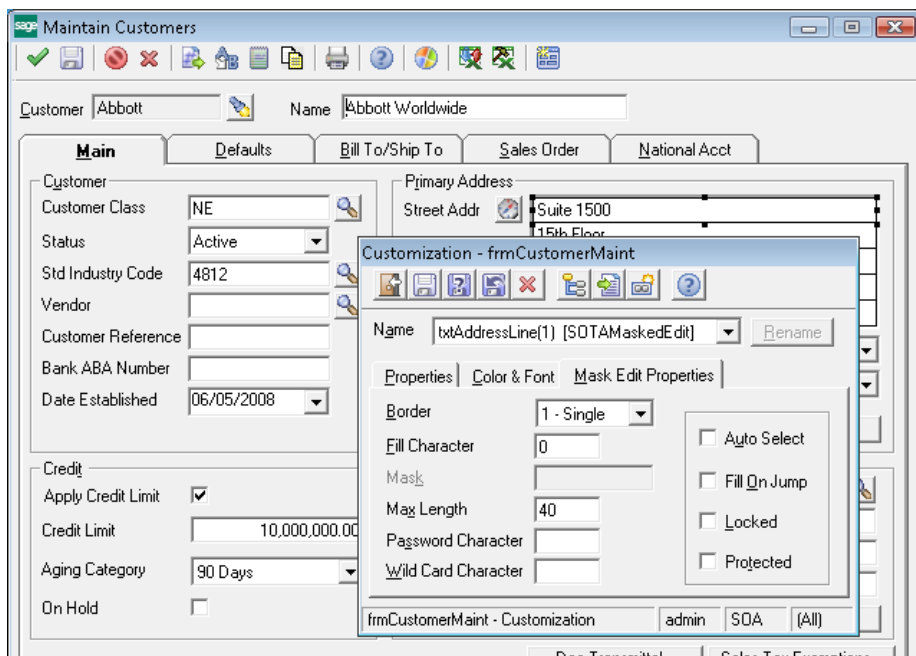 sage Maintain Customers
Customer Abbott Name Abbott Worldwide
Main Defaults Bill To/Ship To Sales Order National Acct
Customer
Customer Class NE
Status Active
Std Industry Code 4812
Vendor
Customer Reference
Bank ABA Number
Date Established 06/05/2008
Primary Address
Street Addr Suite 1500
15th Floor
Credit
Apply Credit Limit
Credit Limit 10,000,000.00
Aging Category 90 Days
On Hold
Customization - frmCustomerMaint
Name txtAddressLine(1) [SOTAMaskedEdit] Rename
Properties Color & Font Mask Edit Properties
Border 1 - Single
Fill Character 0
Mask
Max Length 40
Password Character
Wild Card Character
Auto Select
Fill On Jump
Locked
Protected
frmCustomerMaint - Customization admin SOA (All)
Doc Transmittal Sales Tax Exemptions